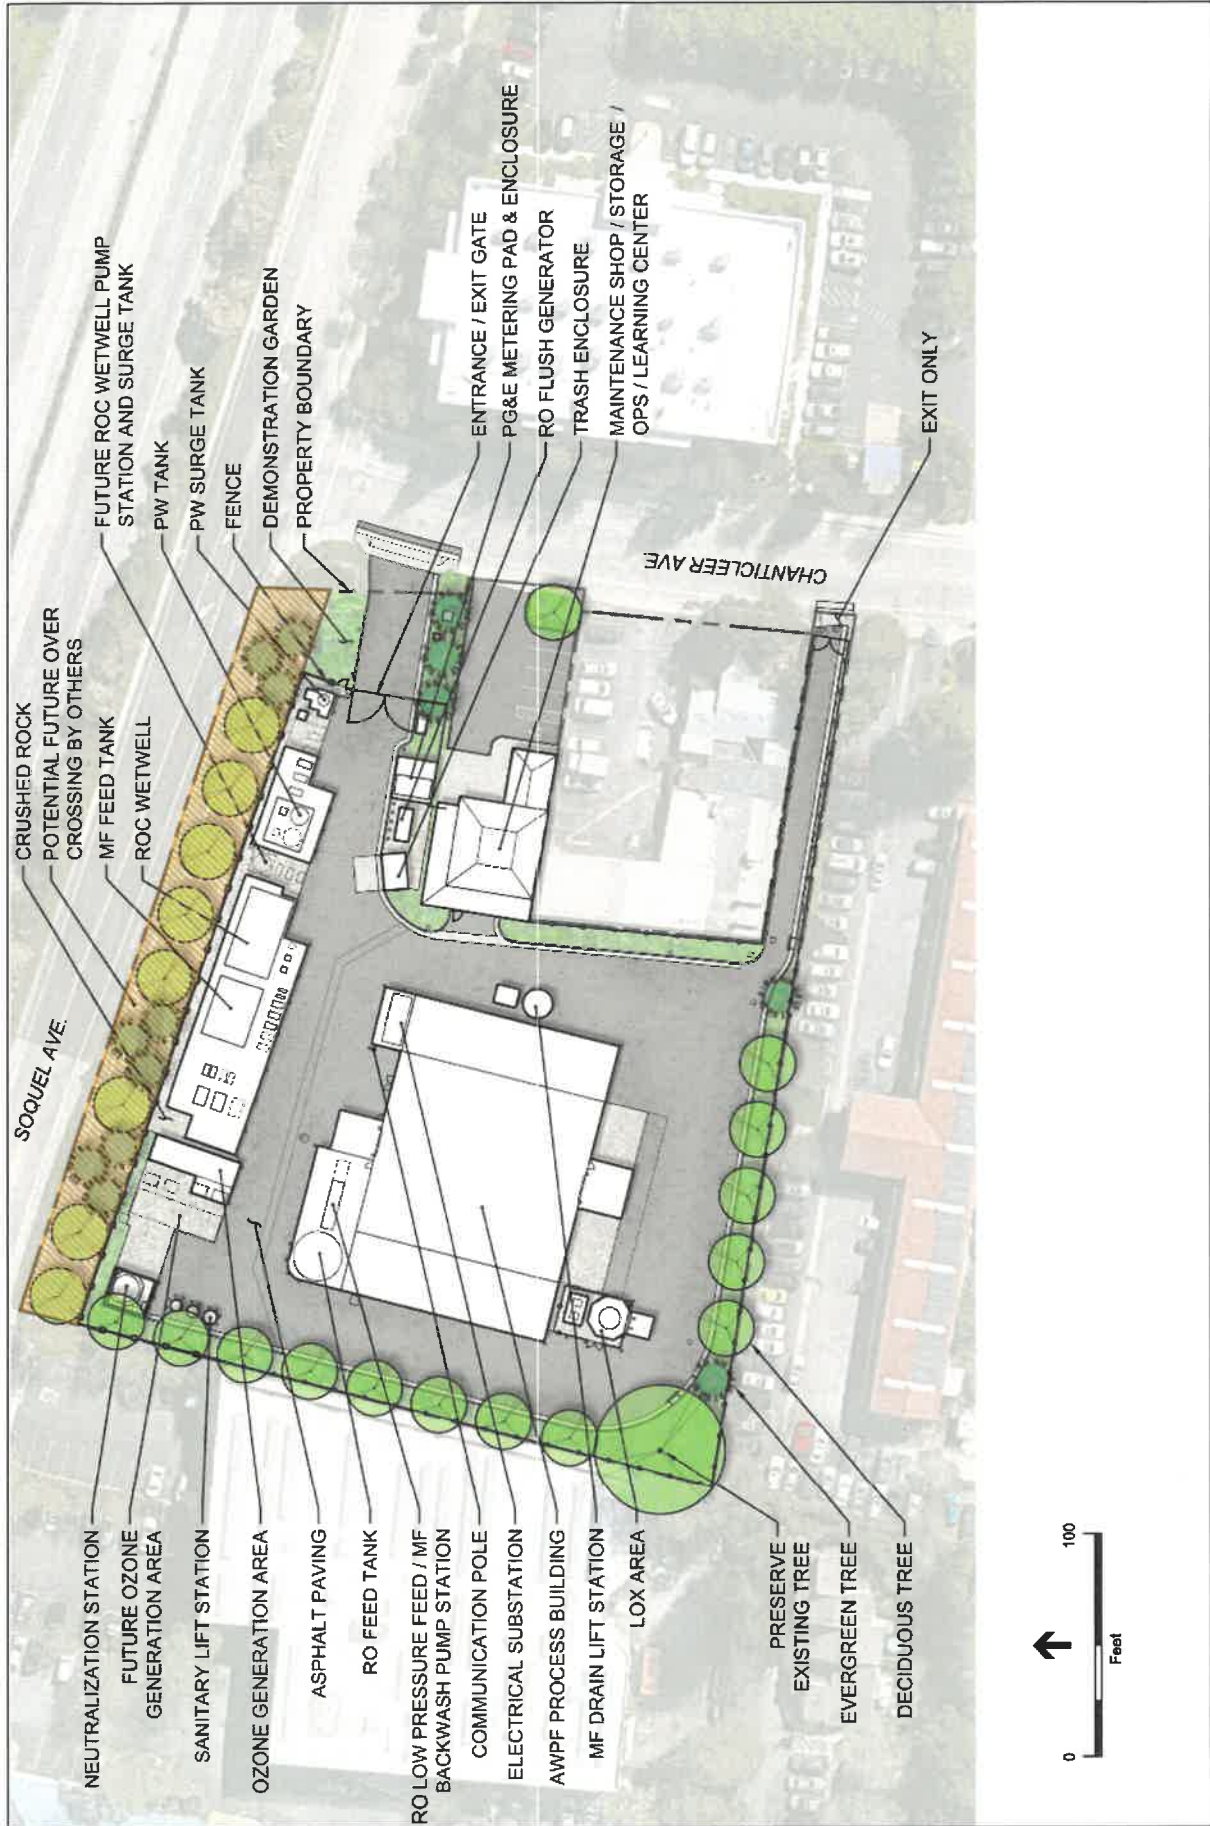 SOQUEL AVE.
CRUSHED ROCK
POTENTIAL FUTURE OVER
CROSSING BY OTHERS
MF FEED TANK
ROC WETWELL
FUTURE ROC WETWELL PUMP
STATION AND SURGE TANK
PW TANK
PW SURGE TANK
FENCE
DEMONSTRATION GARDEN
PROPERTY BOUNDARY
ENTRANCE / EXIT GATE
PG&E METERING PAD & ENCLOSURE
RO FLUSH GENERATOR
TRASH ENCLOSURE
MAINTENANCE SHOP / STORAGE /
OPS / LEARNING CENTER
CHANTICLEER AVE.
EXIT ONLY
NEUTRALIZATION STATION
FUTURE OZONE
GENERATION AREA
SANITARY LIFT STATION
OZONE GENERATION AREA
ASPHALT PAVING
RO FEED TANK
RO LOW PRESSURE FEED / MF
BACKWASH PUMP STATION
COMMUNICATION POLE
ELECTRICAL SUBSTATION
AWPF PROCESS BUILDING
MF DRAIN LIFT STATION
LOX AREA
PRESERVE
EXISTING TREE
EVERGREEN TREE
DECIDUOUS TREE
0 100
Feet